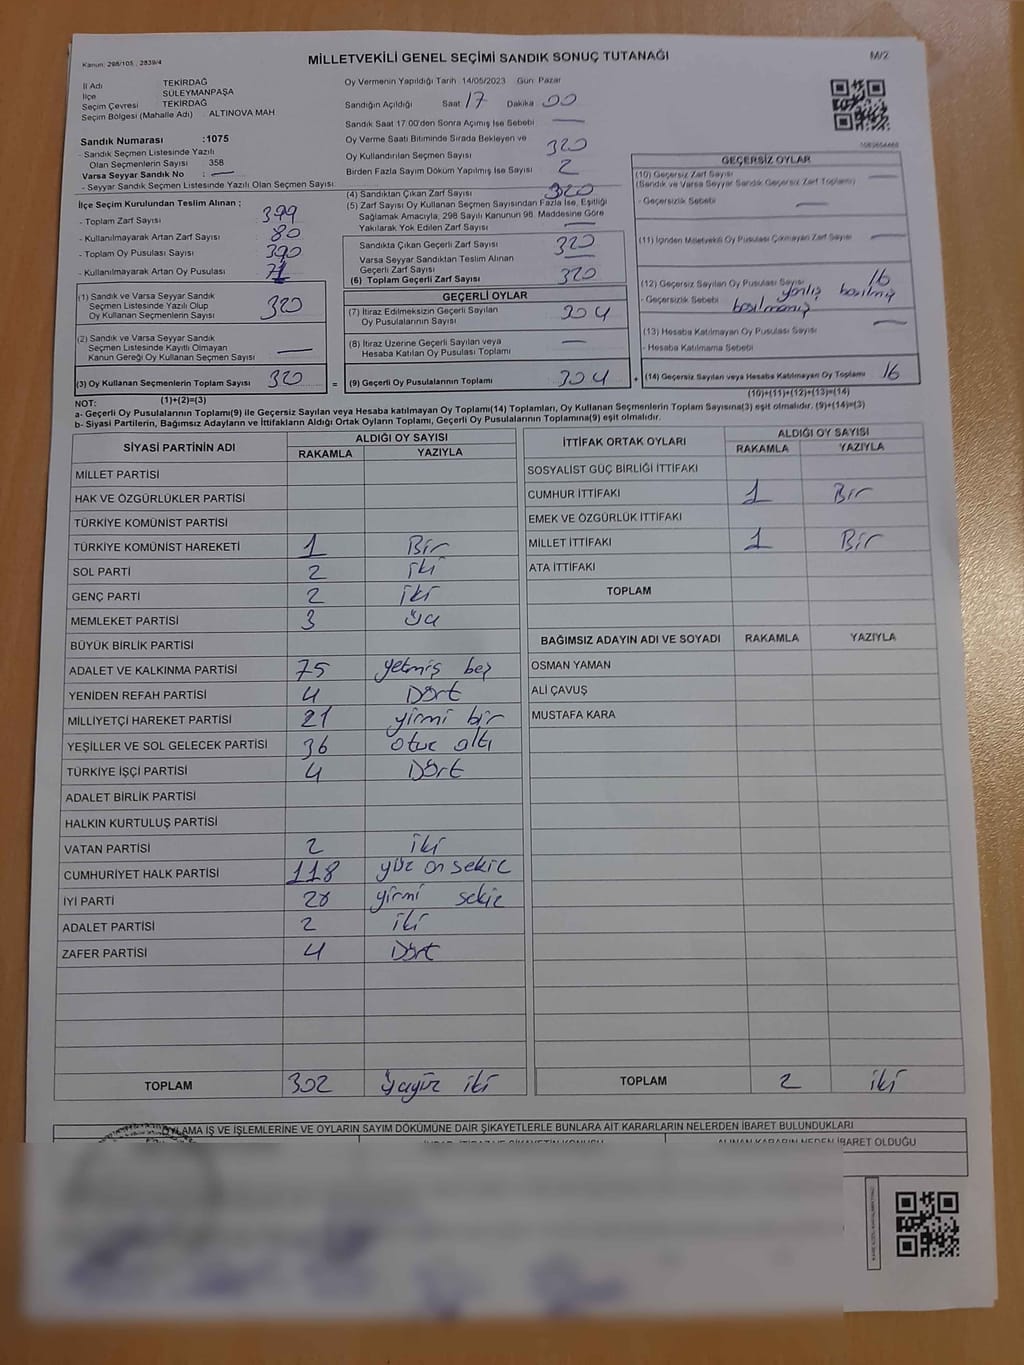 Kanun: 298/105 , 2839/4
MİLLETVEKİLİ GENEL SEÇİMİ SANDIK SONUÇ TUTANAĞI
M/2
İl Adı TEKİRDAĞ
İlçe SÜLEYMANPAŞA
Seçim Çevresi TEKİRDAĞ
Seçim Bölgesi (Mahalle Adı) ALTINOVA MAH
Sandık Numarası :1075
- Sandık Seçmen Listesinde Yazılı
Olan Seçmenlerin Sayısı 358
Varsa Seyyar Sandık No : —
- Seyyar Sandık Seçmen Listesinde Yazılı Olan Seçmen Sayısı:
Oy Vermenin Yapıldığı Tarih 14/05/2023 Gün: Pazar
Sandığın Açıldığı Saat 17 Dakika 00
Sandık Saat 17.00'den Sonra Açımış İse Sebebi —
Oy Verme Saati Bitiminde Sırada Bekleyen ve
Oy Kullandırılan Seçmen Sayısı 320
Birden Fazla Sayım Döküm Yapılmış İse Sayısı 2
(4) Sandıktan Çıkan Zarf Sayısı 320
(5) Zarf Sayısı Oy Kullanan Seçmen Sayısından Fazla İse, Eşitliği
Sağlamak Amacıyla, 298 Sayılı Kanunun 98. Maddesine Göre
Yakılarak Yok Edilen Zarf Sayısı —
İlçe Seçim Kurulundan Teslim Alınan ;
- Toplam Zarf Sayısı : 399
- Kullanılmayarak Artan Zarf Sayısı : 80
- Toplam Oy Pusulası Sayısı : 390
- Kullanılmayarak Artan Oy Pusulası : 71
Sandıkta Çıkan Geçerli Zarf Sayısı 320
Varsa Seyyar Sandıktan Teslim Alınan
Geçerli Zarf Sayısı —
(6) Toplam Geçerli Zarf Sayısı 320
(1) Sandık ve Varsa Seyyar Sandık
Seçmen Listesinde Yazılı Olup
Oy Kullanan Seçmenlerin Sayısı 320
(2) Sandık ve Varsa Seyyar Sandık
Seçmen Listesinde Kayıtlı Olmayan
Kanun Gereği Oy Kullanan Seçmen Sayısı —
(3) Oy Kullanan Seçmenlerin Toplam Sayısı 320
(1)+(2)=(3)
GEÇERLİ OYLAR
(7) İtiraz Edilmeksizin Geçerli Sayılan
Oy Pusulalarının Sayısı 304
(8) İtiraz Üzerine Geçerli Sayılan veya
Hesaba Katılan Oy Pusulası Toplamı —
= (9) Geçerli Oy Pusulalarının Toplamı 304 +
GEÇERSİZ OYLAR
(10) Geçersiz Zarf Sayısı —
(Sandık ve Varsa Seyyar Sandık Geçersiz Zarf Toplamı)
- Geçersizlik Sebebi —
(11) İçinden Milletvekili Oy Pusulası Çıkmayan Zarf Sayısı —
(12) Geçersiz Sayılan Oy Pusulası Sayısı 16
- Geçersizlik Sebebi yanlış basılmış
basılmamış
(13) Hesaba Katılmayan Oy Pusulası Sayısı —
- Hesaba Katılmama Sebebi
(14) Geçersiz Sayılan veya Hesaba Katılmayan Oy Toplamı 16
(10)+(11)+(12)+(13)=(14)
NOT:
a- Geçerli Oy Pusulalarının Toplamı(9) ile Geçersiz Sayılan veya Hesaba katılmayan Oy Toplamı(14) Toplamları, Oy Kullanan Seçmenlerin Toplam Sayısına(3) eşit olmalıdır. (9)+(14)=(3)
b- Siyasi Partilerin, Bağımsız Adayların ve İttifakların Aldığı Ortak Oyların Toplamı, Geçerli Oy Pusulalarının Toplamına(9) eşit olmalıdır.
SİYASİ PARTİNİN ADI ALDIĞI OY SAYISI
RAKAMLA YAZIYLA
MİLLET PARTİSİ
HAK VE ÖZGÜRLÜKLER PARTİSİ
TÜRKİYE KOMÜNİST PARTİSİ
TÜRKİYE KOMÜNİST HAREKETİ 1 Bir
SOL PARTİ 2 iki
GENÇ PARTİ 2 iki
MEMLEKET PARTİSİ 3 üç
BÜYÜK BİRLİK PARTİSİ
ADALET VE KALKINMA PARTİSİ 75 yetmiş beş
YENİDEN REFAH PARTİSİ 4 Dört
MİLLİYETÇİ HAREKET PARTİSİ 21 yirmi bir
YEŞİLLER VE SOL GELECEK PARTİSİ 36 otuz altı
TÜRKİYE İŞÇİ PARTİSİ 4 Dört
ADALET BİRLİK PARTİSİ
HALKIN KURTULUŞ PARTİSİ
VATAN PARTİSİ 2 iki
CUMHURİYET HALK PARTİSİ 118 yüz on sekiz
İYİ PARTİ 28 yirmi sekiz
ADALET PARTİSİ 2 iki
ZAFER PARTİSİ 4 Dört
TOPLAM 302 üçyüz iki
İTTİFAK ORTAK OYLARI ALDIĞI OY SAYISI
RAKAMLA YAZIYLA
SOSYALİST GÜÇ BİRLİĞİ İTTİFAKI
CUMHUR İTTİFAKI 1 Bir
EMEK VE ÖZGÜRLÜK İTTİFAKI
MİLLET İTTİFAKI 1 Bir
ATA İTTİFAKI
TOPLAM
BAĞIMSIZ ADAYIN ADI VE SOYADI RAKAMLA YAZIYLA
OSMAN YAMAN
ALİ ÇAVUŞ
MUSTAFA KARA
TOPLAM 2 iki
OYLAMA İŞ VE İŞLEMLERİNE VE OYLARIN SAYIM DÖKÜMÜNE DAİR ŞİKAYETLERLE BUNLARA AİT KARARLARIN NELERDEN İBARET BULUNDUKLARI
ALINAN KARARIN NEDEN İBARET OLDUĞU